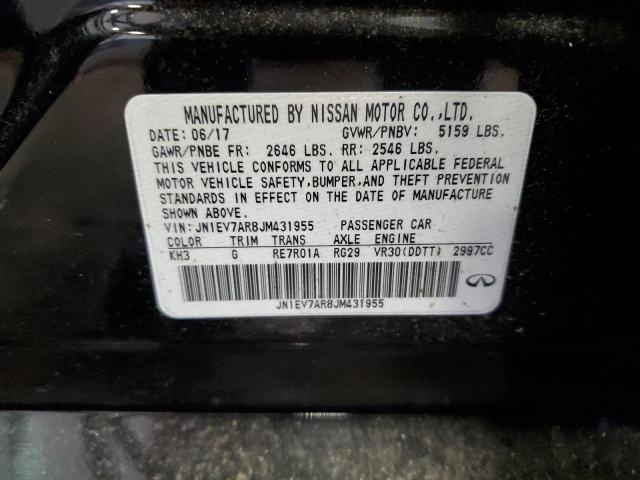 MANUFACTURED BY NISSAN MOTOR CO.,LTD.
DATE: 06/17 GVWR/PNBV: 5159 LBS.
GAWR/PNBE FR: 2646 LBS. RR: 2546 LBS.
THIS VEHICLE CONFORMS TO ALL APPLICABLE FEDERAL
MOTOR VEHICLE SAFETY,BUMPER,AND THEFT PREVENTION
STANDARDS IN EFFECT ON THE DATE OF MANUFACTURE
SHOWN ABOVE.
VIN:JN1EV7AR8JM431955 PASSENGER CAR
COLOR TRIM TRANS AXLE ENGINE
KH3 G RE7R01A RG29 VR30(DDTT) 2997CC
JN1EV7AR8JM431955